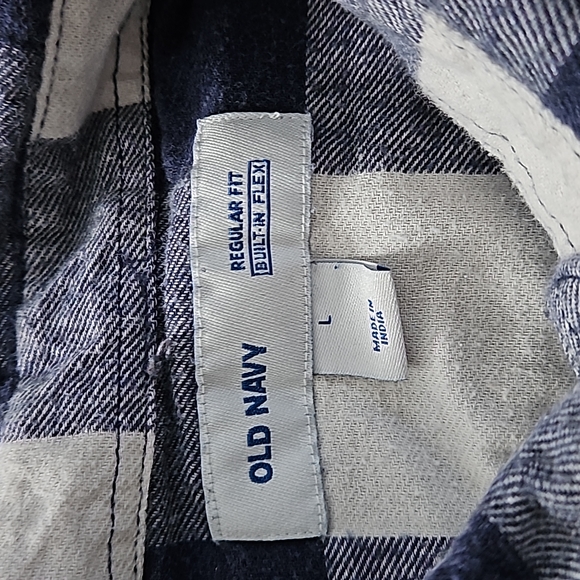 OLD NAVY
REGULAR FIT
BUILT-IN FLEX
L
MADE IN
INDIA